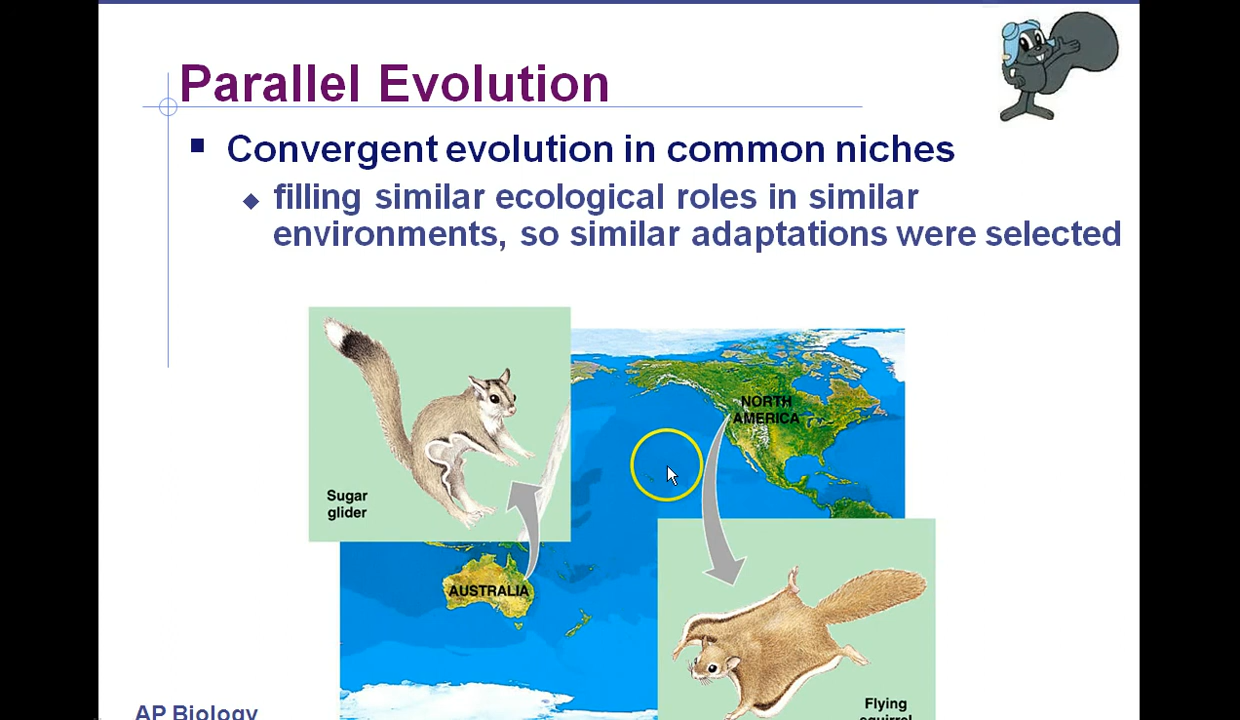 Parallel Evolution
Convergent evolution in common niches
filling similar ecological roles in similar
environments, so similar adaptations were selected
NORTH
AMERICA
Sugar
glider
AUSTRALIA
Flying
squirrel
AP Biology